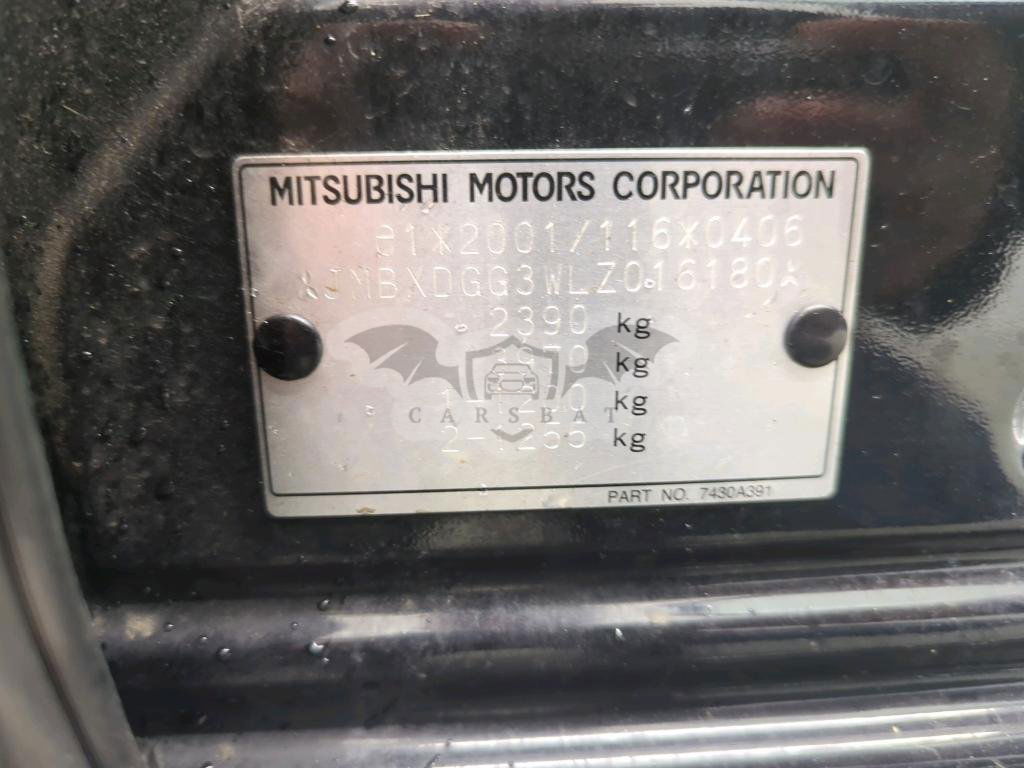 MITSUBISHI MOTORS CORPORATION
e1*2001/116*0406
*JMBXDGG3WLZ016180*
2390 kg
kg
kg
CARSBAT
kg
PART NO. 7430A391